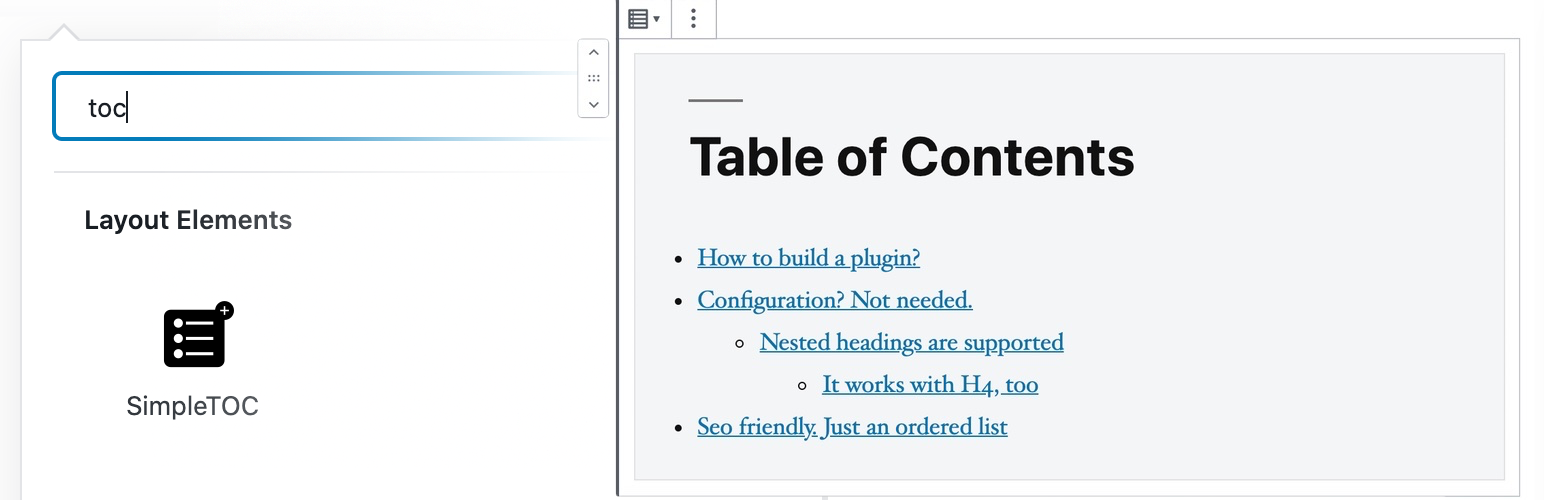 toc
Layout Elements
SimpleTOC
Table of Contents
How to build a plugin?
Configuration? Not needed.
Nested headings are supported
It works with H4, too
Seo friendly. Just an ordered list